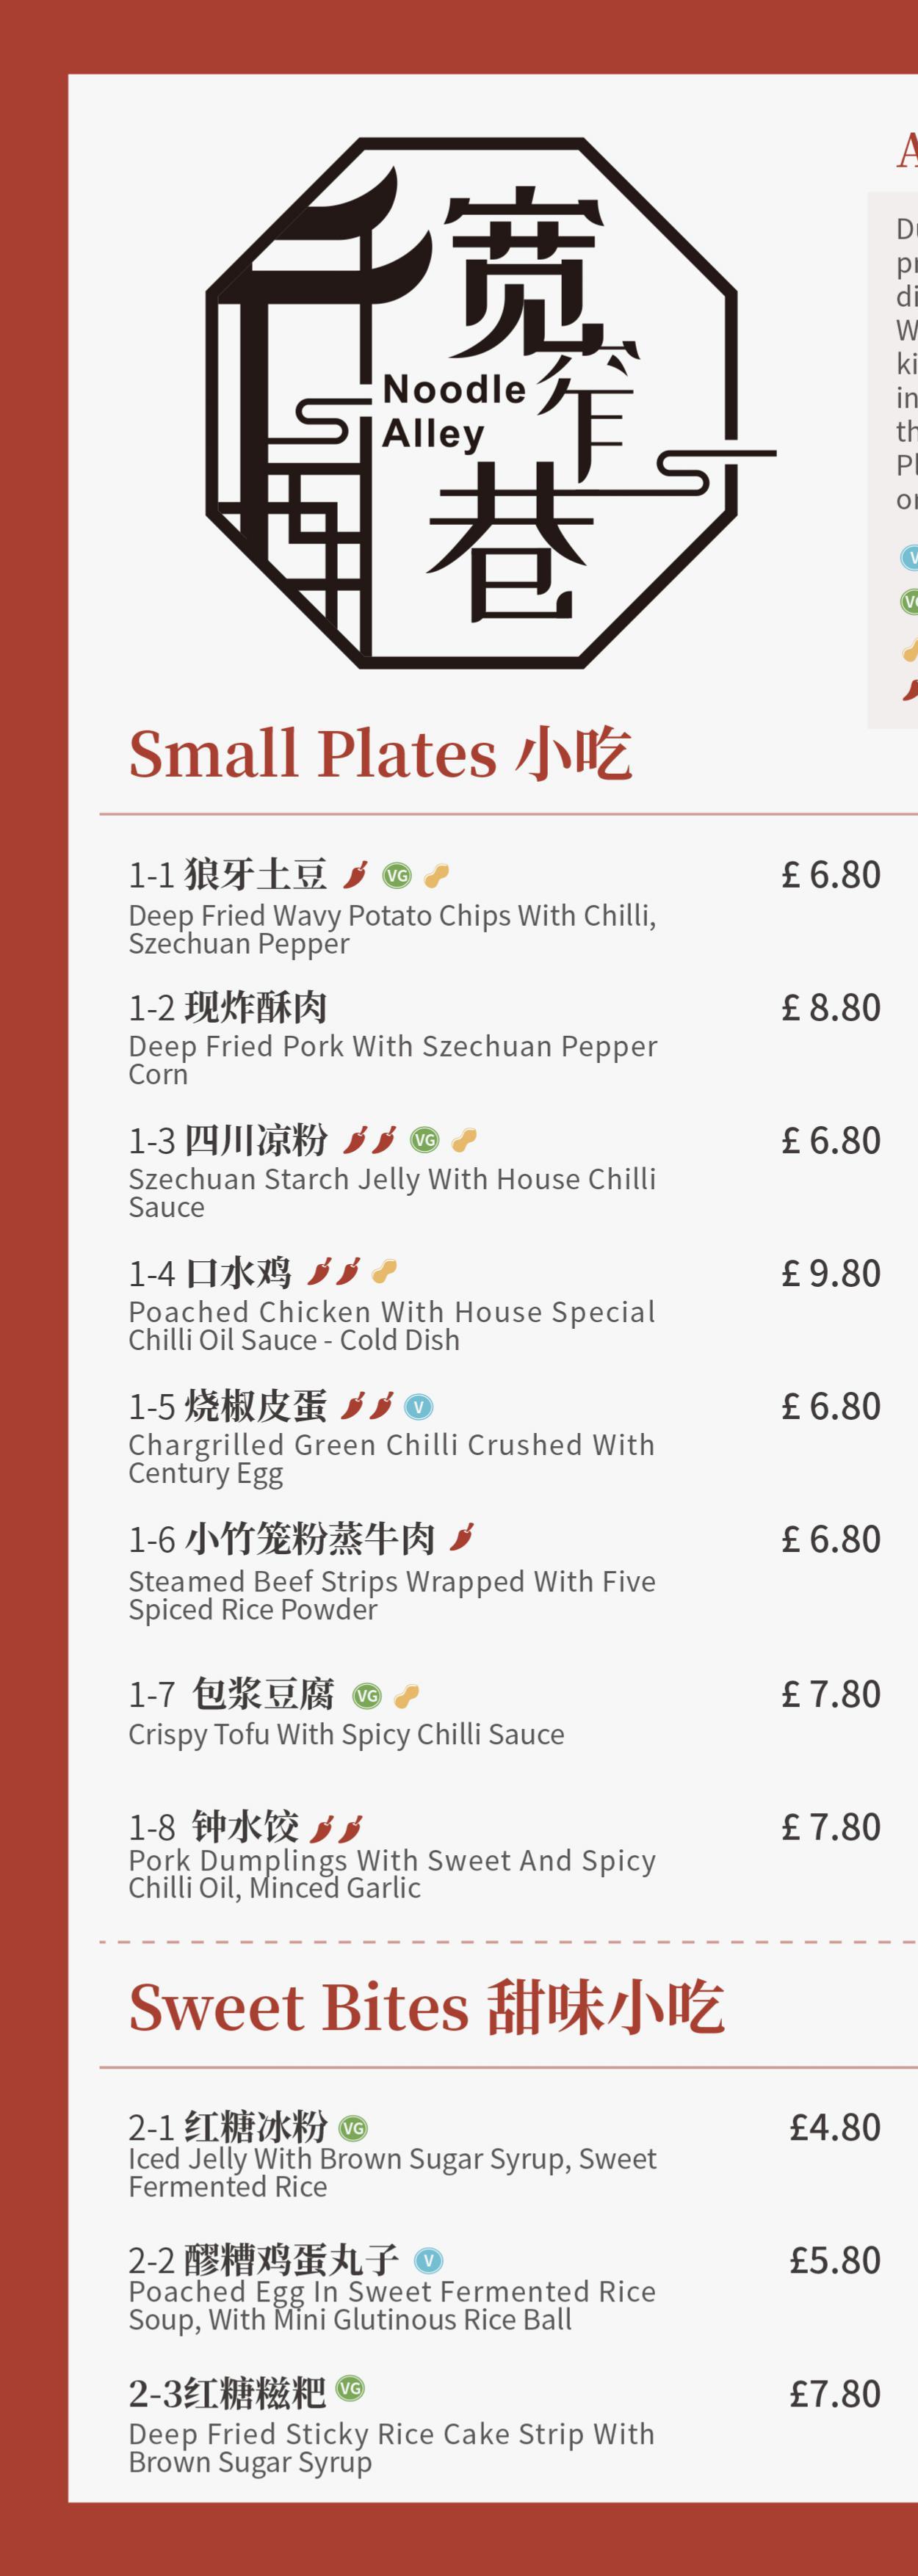 宽
窄
Noodle
Alley
巷
Small Plates 小吃
1-1 狼牙土豆 VG £ 6.80
Deep Fried Wavy Potato Chips With Chilli,
Szechuan Pepper
1-2 现炸酥肉 £ 8.80
Deep Fried Pork With Szechuan Pepper
Corn
1-3 四川凉粉 VG £ 6.80
Szechuan Starch Jelly With House Chilli
Sauce
1-4 口水鸡 £ 9.80
Poached Chicken With House Special
Chilli Oil Sauce - Cold Dish
1-5 烧椒皮蛋 V £ 6.80
Chargrilled Green Chilli Crushed With
Century Egg
1-6 小竹笼粉蒸牛肉 £ 6.80
Steamed Beef Strips Wrapped With Five
Spiced Rice Powder
1-7 包浆豆腐 VG £ 7.80
Crispy Tofu With Spicy Chilli Sauce
1-8 钟水饺 £ 7.80
Pork Dumplings With Sweet And Spicy
Chilli Oil, Minced Garlic
Sweet Bites 甜味小吃
2-1 红糖冰粉 VG £4.80
Iced Jelly With Brown Sugar Syrup, Sweet
Fermented Rice
2-2 醪糟鸡蛋丸子 V £5.80
Poached Egg In Sweet Fermented Rice
Soup, With Mini Glutinous Rice Ball
2-3红糖糍粑 VG £7.80
Deep Fried Sticky Rice Cake Strip With
Brown Sugar Syrup